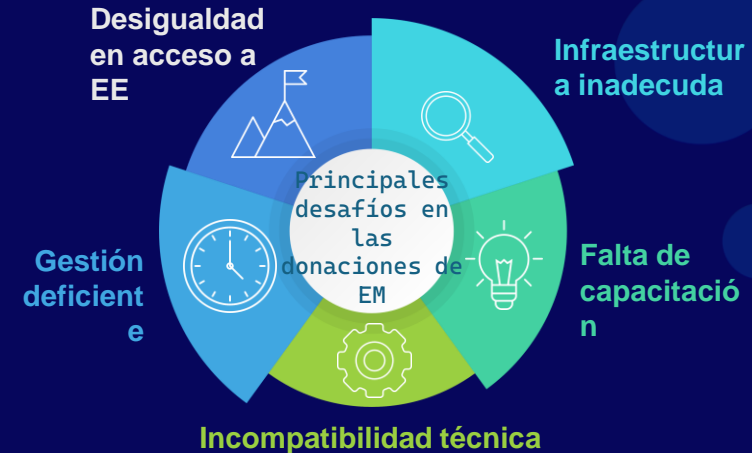 Desigualdad
en acceso a
EE
Infraestructur
a inadecuda
Principales
desafíos en
las
donaciones de
EM
Gestión
deficient
e
Falta de
capacitació
n
Incompatibilidad técnica